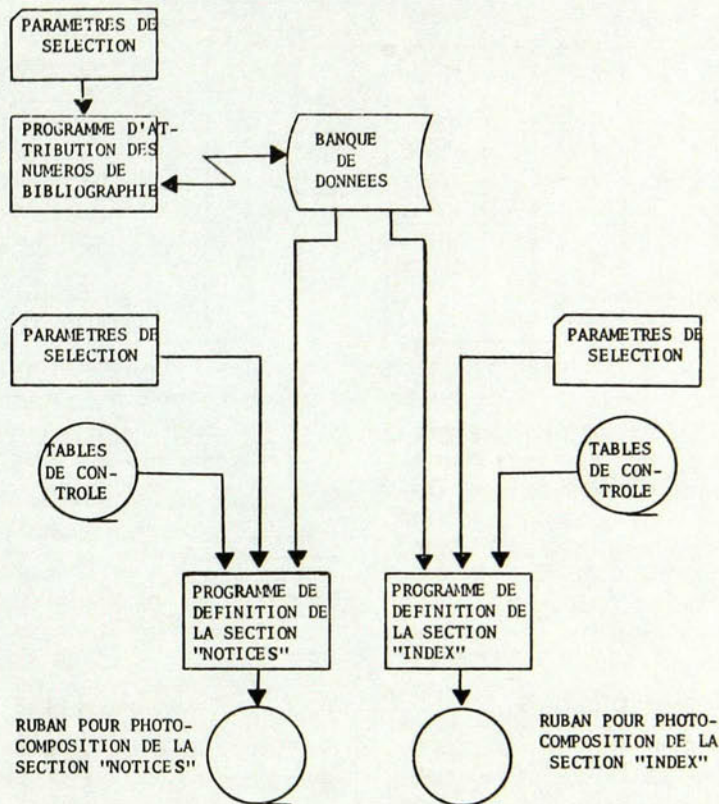 PARAMETRES DE
SELECTION
PROGRAMME D'AT-
TRIBUTION DES
NUMEROS DE
BIBLIOGRAPHIE
BANQUE
DE
DONNEES
PARAMETRES DE
SELECTION
PARAMETRES DE
SELECTION
TABLES
DE CON-
TROLE
TABLES
DE CON-
TROLE
PROGRAMME DE
DEFINITION DE
LA SECTION
"NOTICES"
PROGRAMME DE
DEFINITION DE
LA SECTION
"INDEX"
RUBAN POUR PHOTO-
COMPOSITION DE LA
SECTION "NOTICES"
RUBAN POUR PHOTO-
COMPOSITION DE LA
SECTION "INDEX"